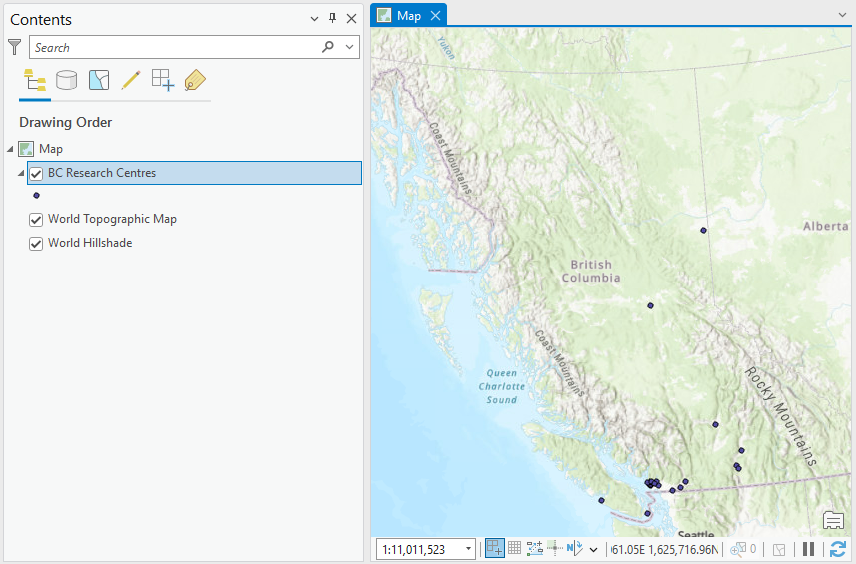 Contents
Search
Drawing Order
Map
BC Research Centres
World Topographic Map
World Hillshade
Map
Yukon
Coast Mountains
Alberta
British
Columbia
Coast Mountains
Queen
Charlotte
Sound
Rocky Mountains
Seattle
1:11,011,523
061.05E 1,625,716.96N
0